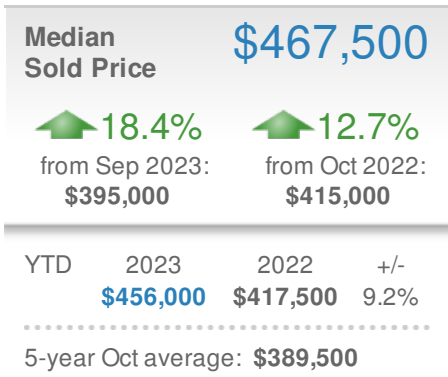 Median $467,500
Sold Price
18.4% 12.7%
from Sep 2023: from Oct 2022:
$395,000 $415,000
YTD 2023 2022 +/-
$456,000 $417,500 9.2%
5-year Oct average: $389,500